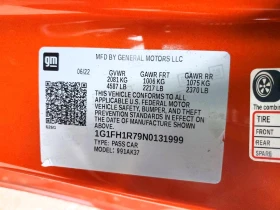 gm
MFD BY GENERAL MOTORS LLC
06/22 GVWR GAWR FRT GAWR RR
2081 KG 1006 KG 1075 KG
4587 LB 2217 LB 2370 LB
THIS VEHICLE CONFORMS TO ALL
APPLICABLE U.S. FEDERAL MOTOR
VEHICLE SAFETY, BUMPER, AND THEFT
PREVENTION STANDARDS IN EFFECT ON
THE DATE OF MANUFACTURE SHOWN ABOVE.
1G1FH1R79N0131999
TYPE: PASS CAR
MODEL: 991AK37
The combined
TIRE
FRONT
REAR
SPARE